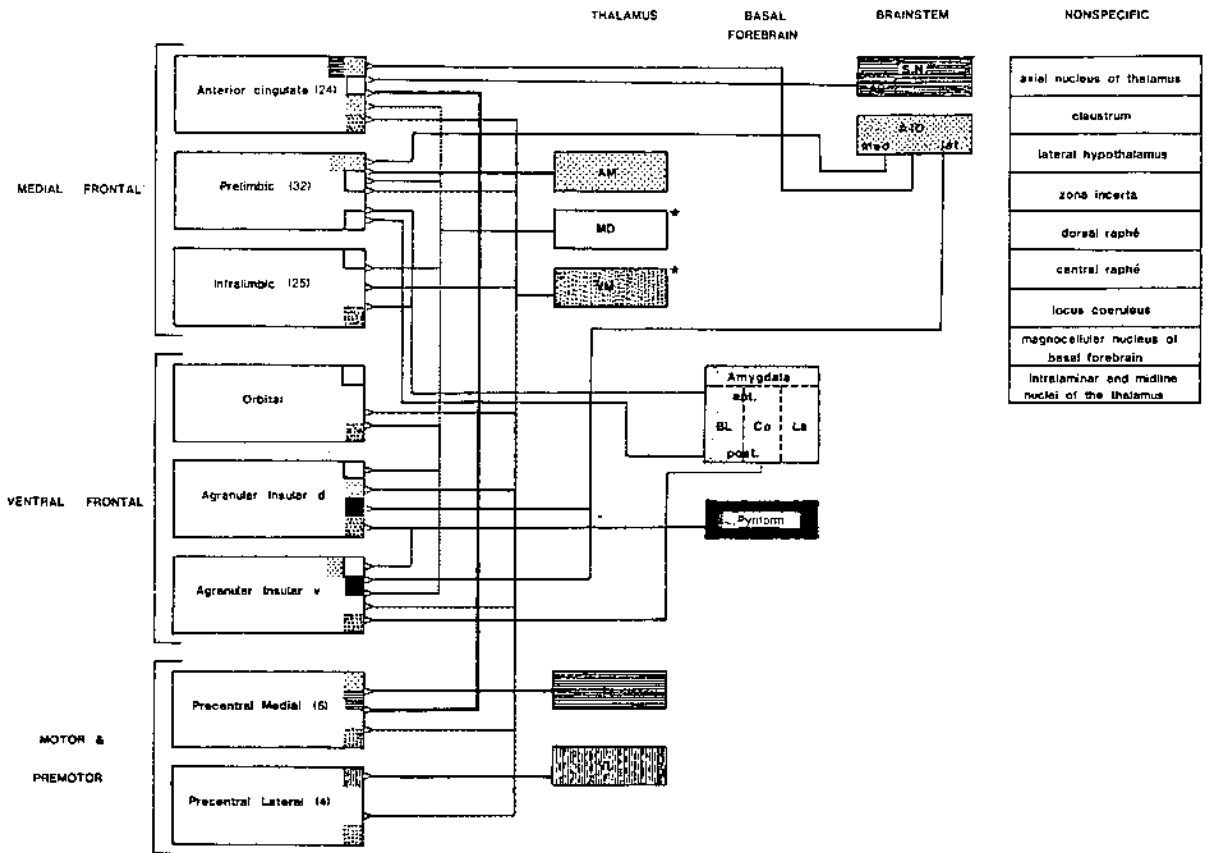 THALAMUS
BASAL
FOREBRAIN
BRAINSTEM
NONSPECIFIC
MEDIAL FRONTAL
Anterior cingulate (24)
Prelimbic (32)
Infralimbic (25)
VENTRAL FRONTAL
Orbital
Agranular Insular d
Agranular Insular v
MOTOR &
PREMOTOR
Precentral Medial (6)
Precentral Lateral (4)
AM
MD *
VM *
VL
Amygdala
ant.
BL Co La
post.
Pyriform
S.N
A10
med lat.
axial nucleus of thalamus
claustrum
lateral hypothalamus
zona incerta
dorsal raphé
central raphé
locus coeruleus
magnocellular nucleus of
basal forebrain
intralaminar and midline
nuclei of the thalamus